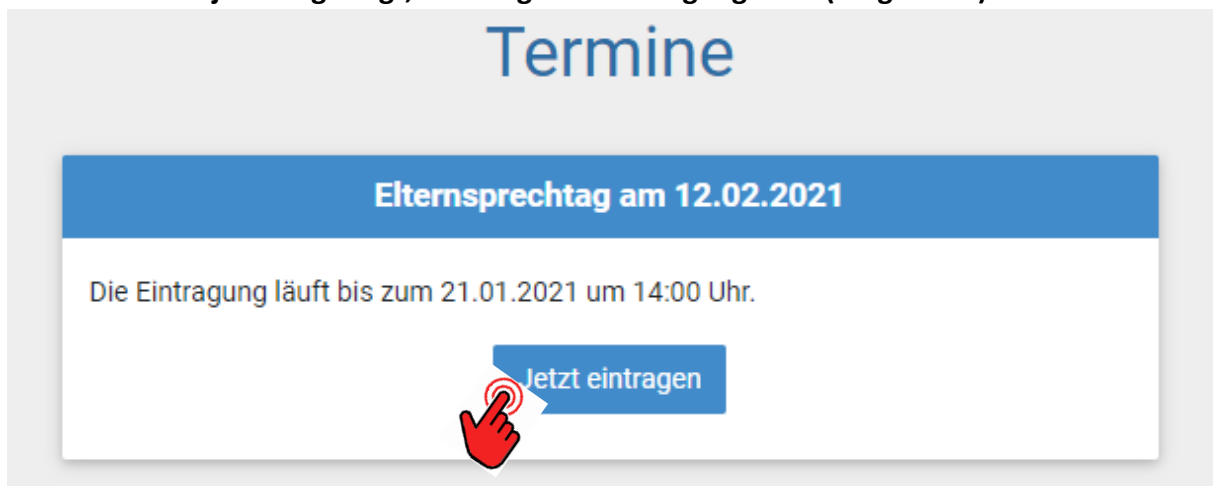 Termine
Elternsprechtag am 12.02.2021
Die Eintragung läuft bis zum 21.01.2021 um 14:00 Uhr.
Jetzt eintragen